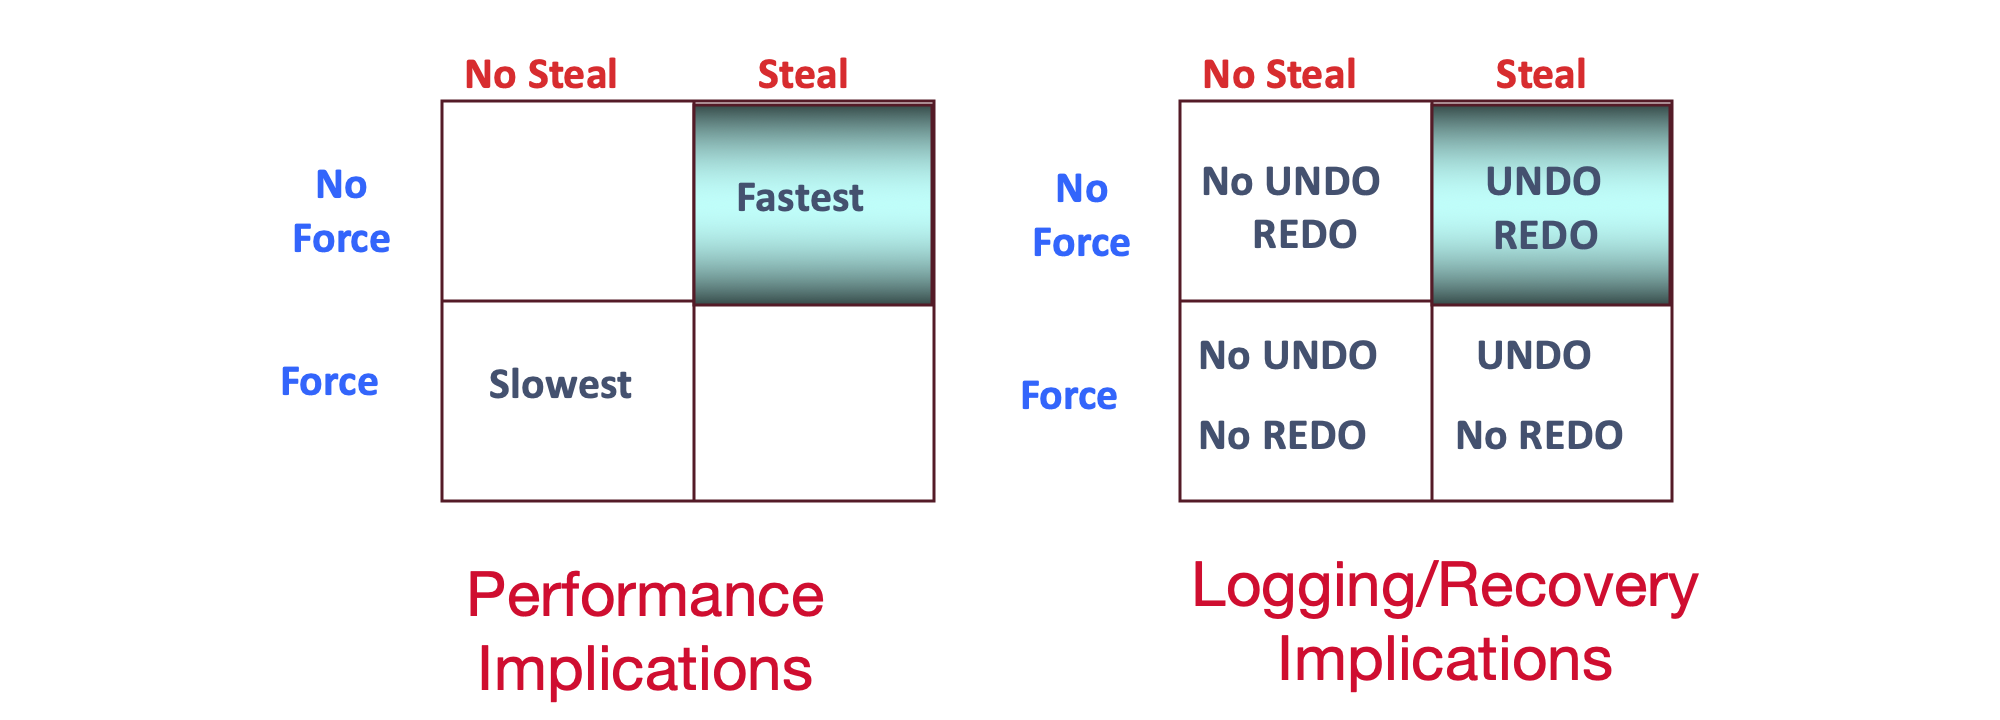 No Steal
Steal
No
Force
Fastest
Force
Slowest
Performance
Implications
No Steal
Steal
No
Force
No UNDO
REDO
UNDO
REDO
Force
No UNDO
No REDO
UNDO
No REDO
Logging/Recovery
Implications